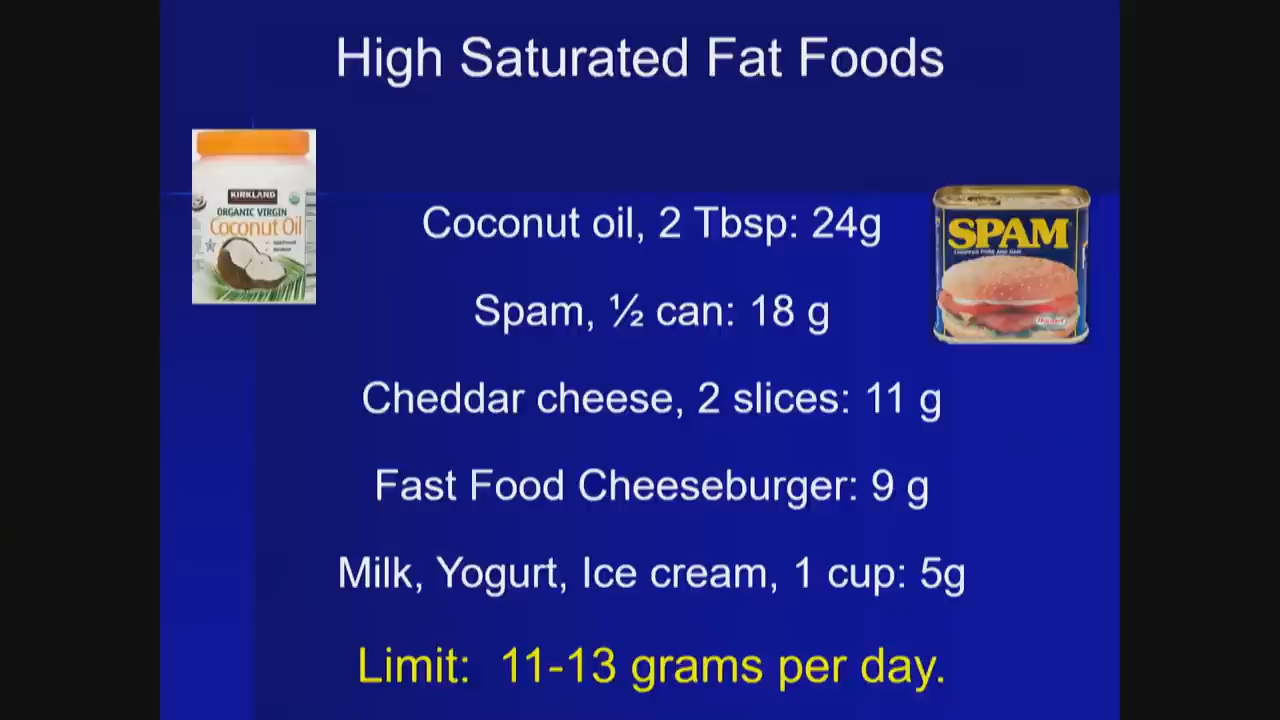 High Saturated Fat Foods
KIRKLAND
ORGANIC VIRGIN
Coconut Oil
SPAM
Coconut oil, 2 Tbsp: 24g
Spam, ½ can: 18 g
Cheddar cheese, 2 slices: 11 g
Fast Food Cheeseburger: 9 g
Milk, Yogurt, Ice cream, 1 cup: 5g
Limit:  11-13 grams per day.